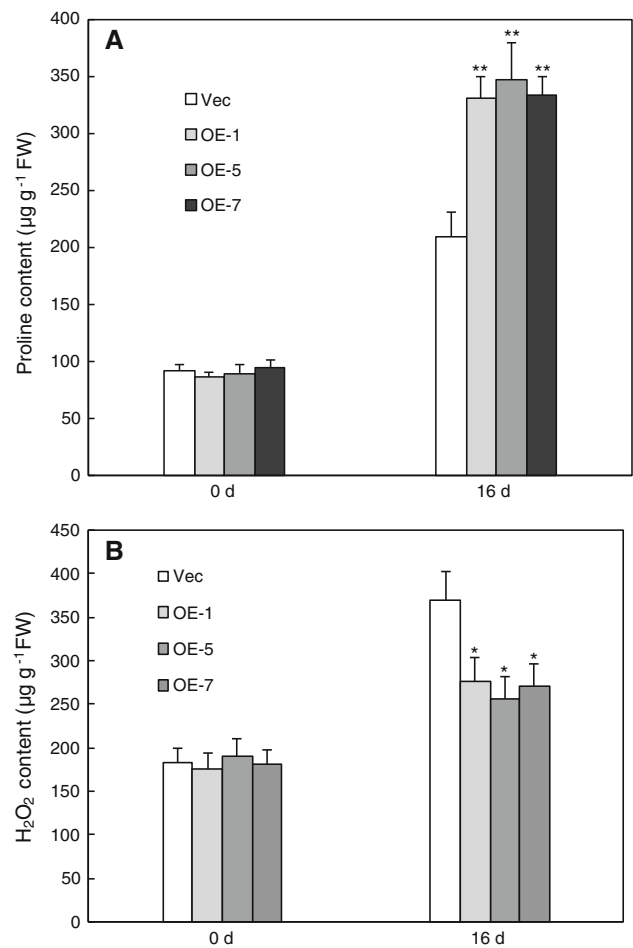 A
Proline content (µg g⁻¹ FW)
400
350
300
250
200
150
100
50
0
Vec
OE-1
OE-5
OE-7
** ** **
0 d 16 d
B
H₂O₂ content (µg g⁻¹FW)
450
400
350
300
250
200
150
100
50
0
Vec
OE-1
OE-5
OE-7
* * *
0 d 16 d